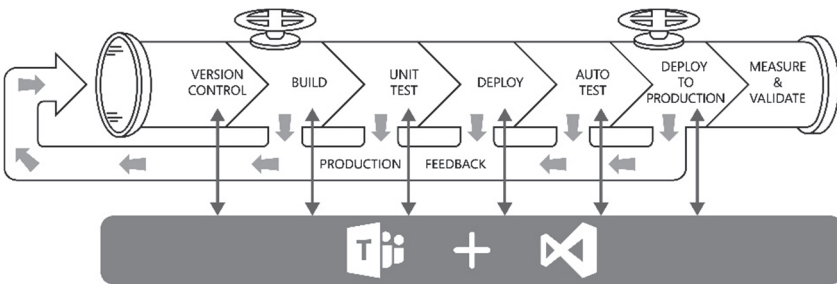 VERSION
CONTROL
BUILD
UNIT
TEST
DEPLOY
AUTO
TEST
DEPLOY
TO
PRODUCTION
MEASURE
&
VALIDATE
PRODUCTION FEEDBACK
T
+